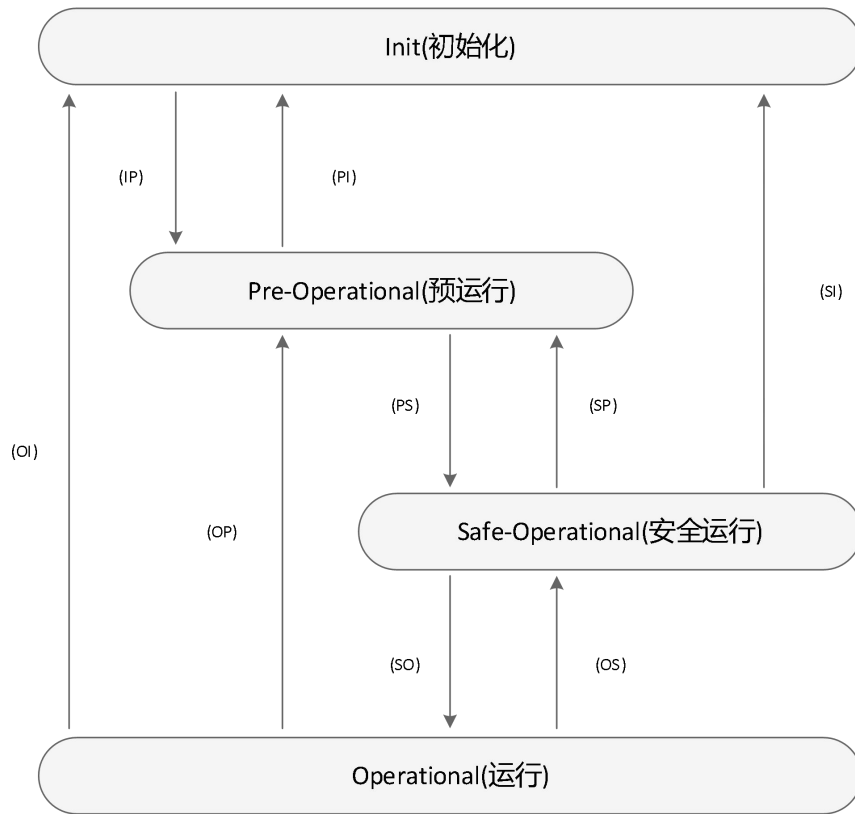 Init(初始化)
(IP)
(PI)
Pre-Operational(预运行)
(SI)
(PS)
(SP)
(OI)
(OP)
Safe-Operational(安全运行)
(SO)
(OS)
Operational(运行)